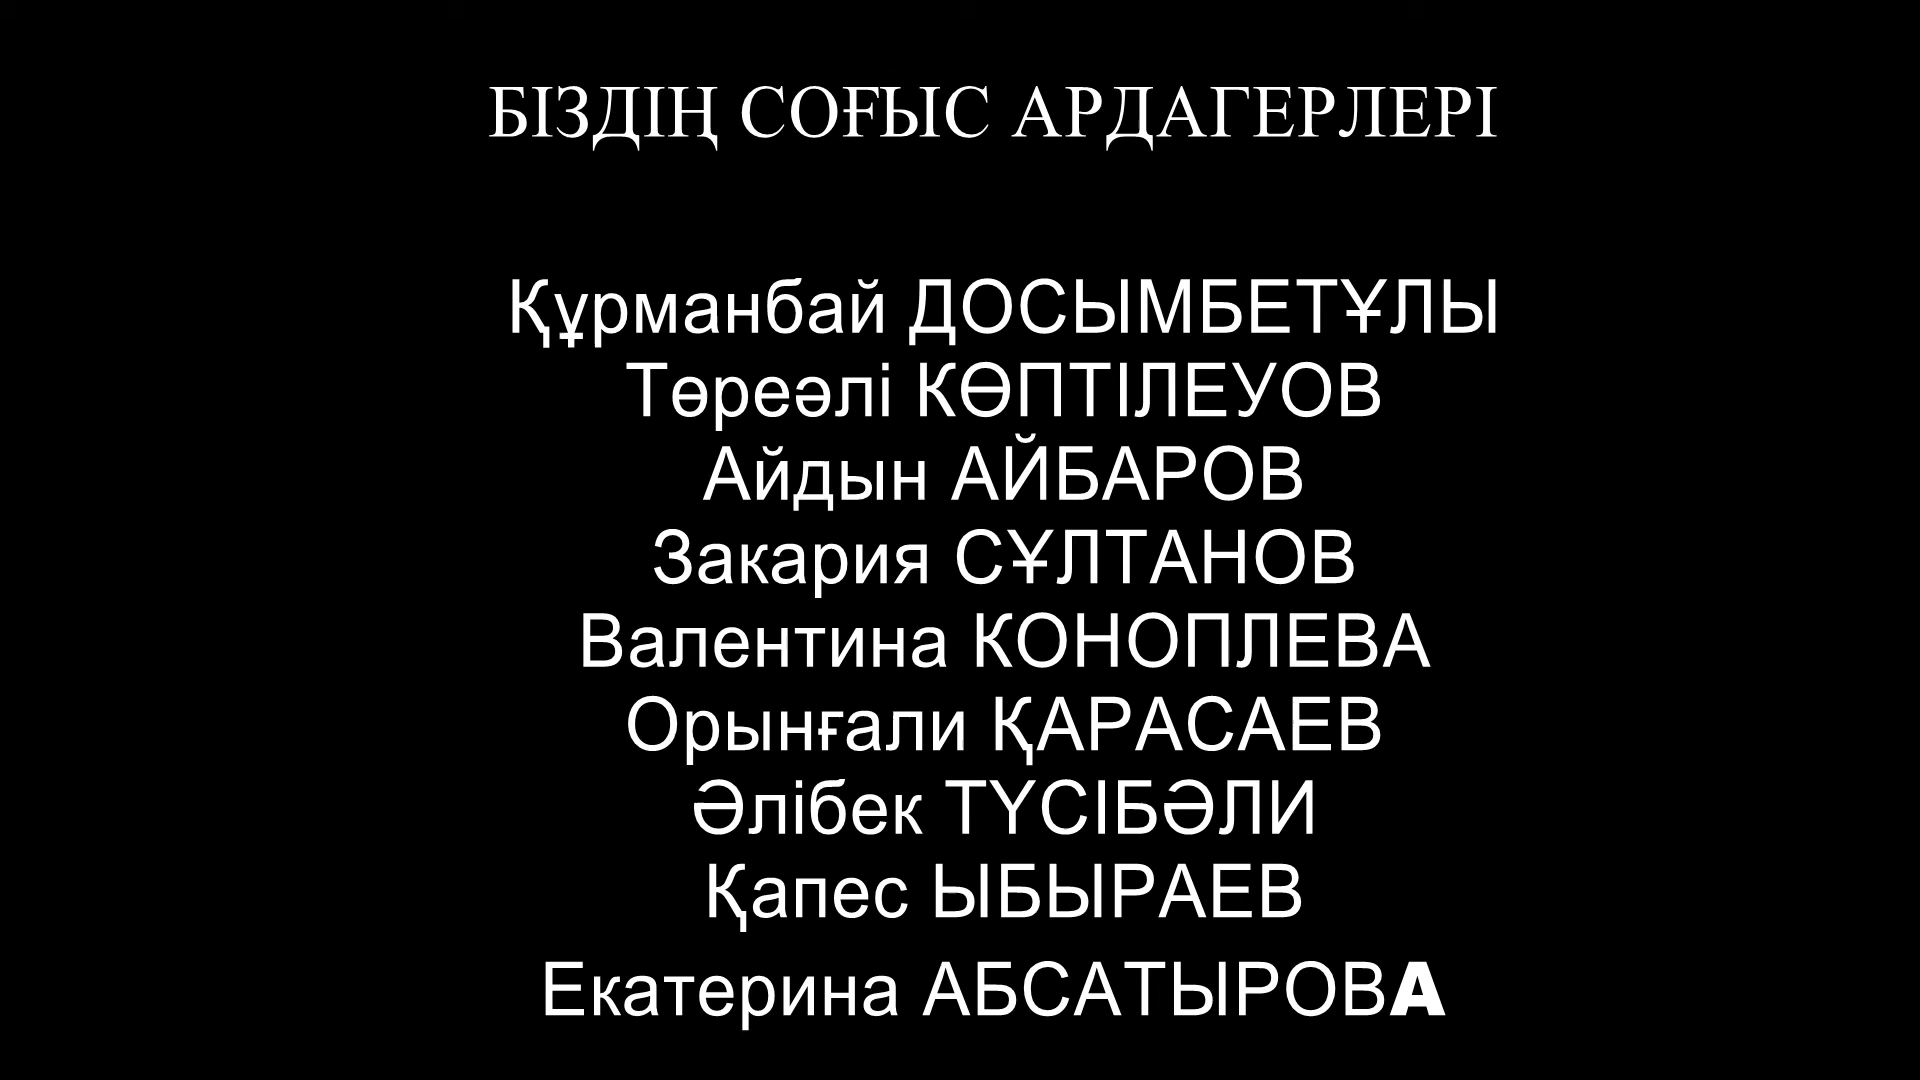 БІЗДІҢ СОҒЫС АРДАГЕРЛЕРІ
Құрманбай ДОСЫМБЕТҰЛЫ
Төреәлі КӨПТІЛЕУОВ
Айдын АЙБАРОВ
Закария СҰЛТАНОВ
Валентина КОНОПЛЕВА
Орынғали ҚАРАСАЕВ
Әлібек ТҮСІБӘЛИ
Қапес ЫБЫРАЕВ
Екатерина АБСАТЫРОВА